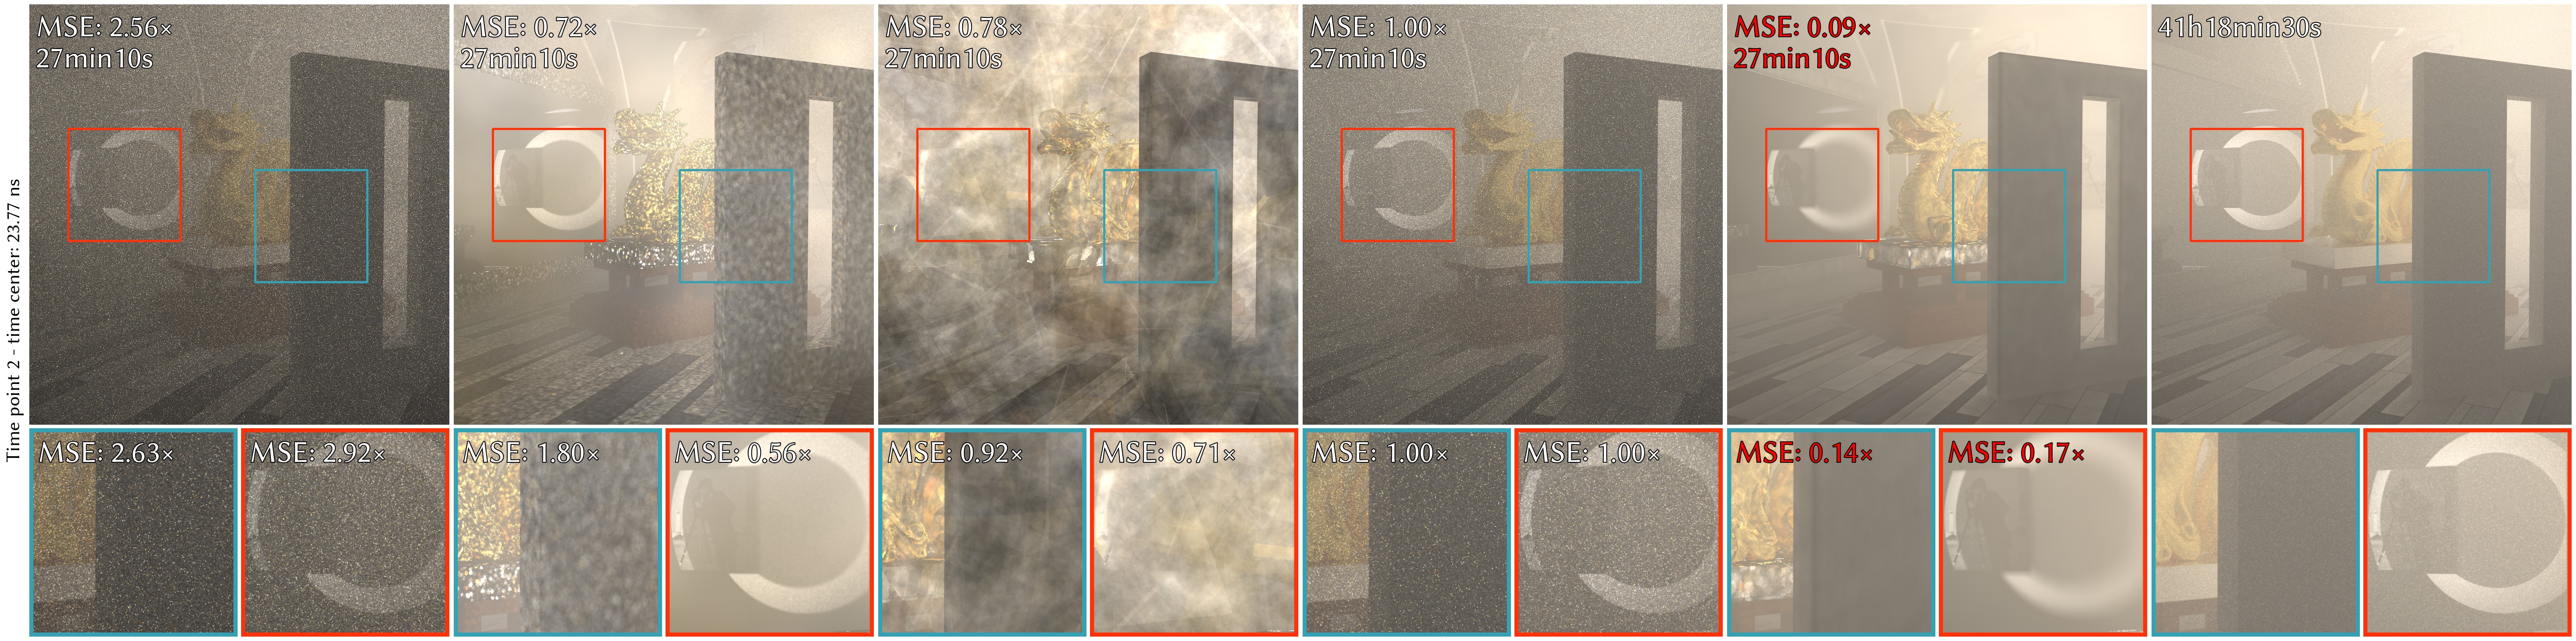 Time point 2 - time center: 23.77 ns
MSE: 2.56×
27min10s
MSE: 0.72×
27min10s
MSE: 0.78×
27min10s
MSE: 1.00×
27min10s
MSE: 0.09×
27min10s
41h18min30s
MSE: 2.63×
MSE: 2.92×
MSE: 1.80×
MSE: 0.56×
MSE: 0.92×
MSE: 0.71×
MSE: 1.00×
MSE: 1.00×
MSE: 0.14×
MSE: 0.17×